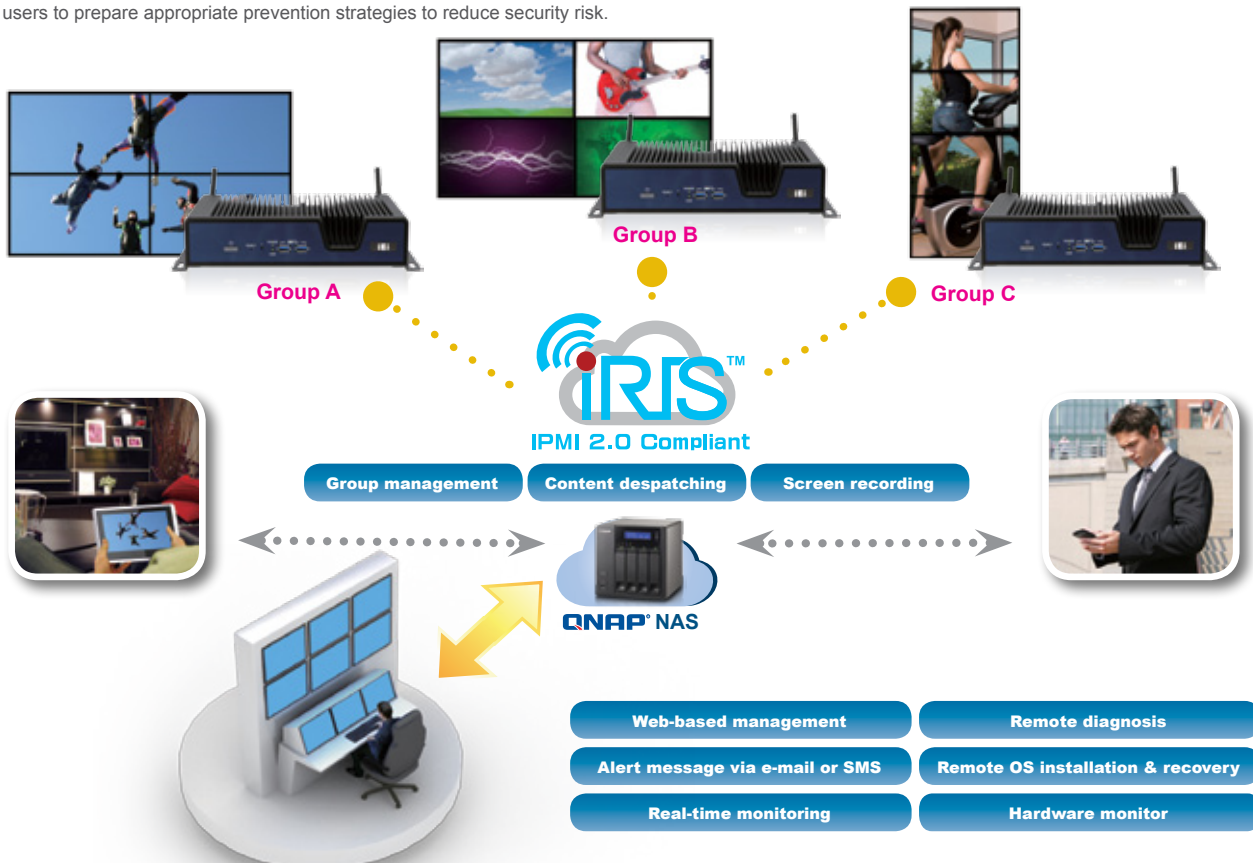 users to prepare appropriate prevention strategies to reduce security risk.
Group A
Group B
Group C
iRIS™
IPMI 2.0 Compliant
Group management
Content despatching
Screen recording
QNAP® NAS
Web-based management
Remote diagnosis
Alert message via e-mail or SMS
Remote OS installation & recovery
Real-time monitoring
Hardware monitor